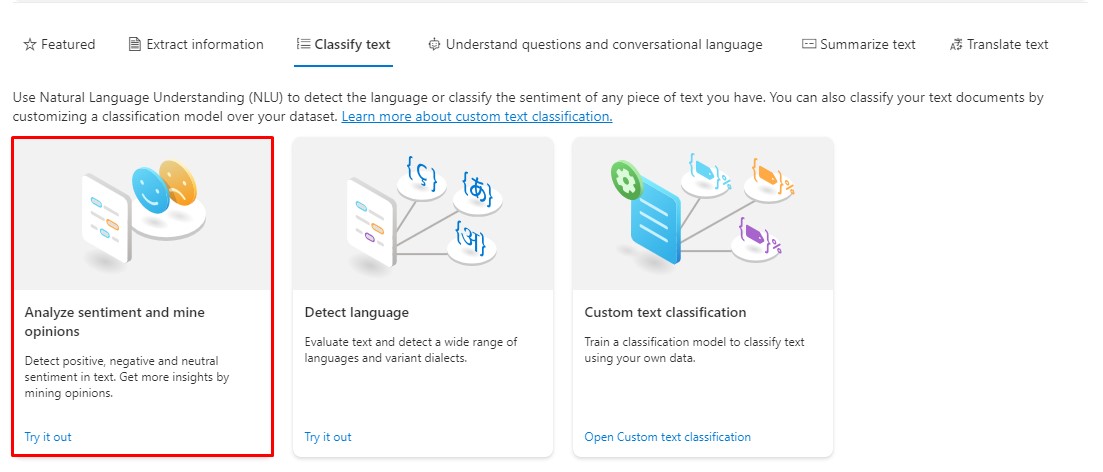 Featured
Extract information
Classify text
Understand questions and conversational language
Summarize text
Translate text
Use Natural Language Understanding (NLU) to detect the language or classify the sentiment of any piece of text you have. You can also classify your text documents by
customizing a classification model over your dataset. Learn more about custom text classification.
Analyze sentiment and mine
opinions
Detect positive, negative and neutral
sentiment in text. Get more insights by
mining opinions.
Try it out
{ç}
{あ}
{अ}
Detect language
Evaluate text and detect a wide range of
languages and variant dialects.
Try it out
{ }%
{ }%
{ }%
Custom text classification
Train a classification model to classify text
using your own data.
Open Custom text classification